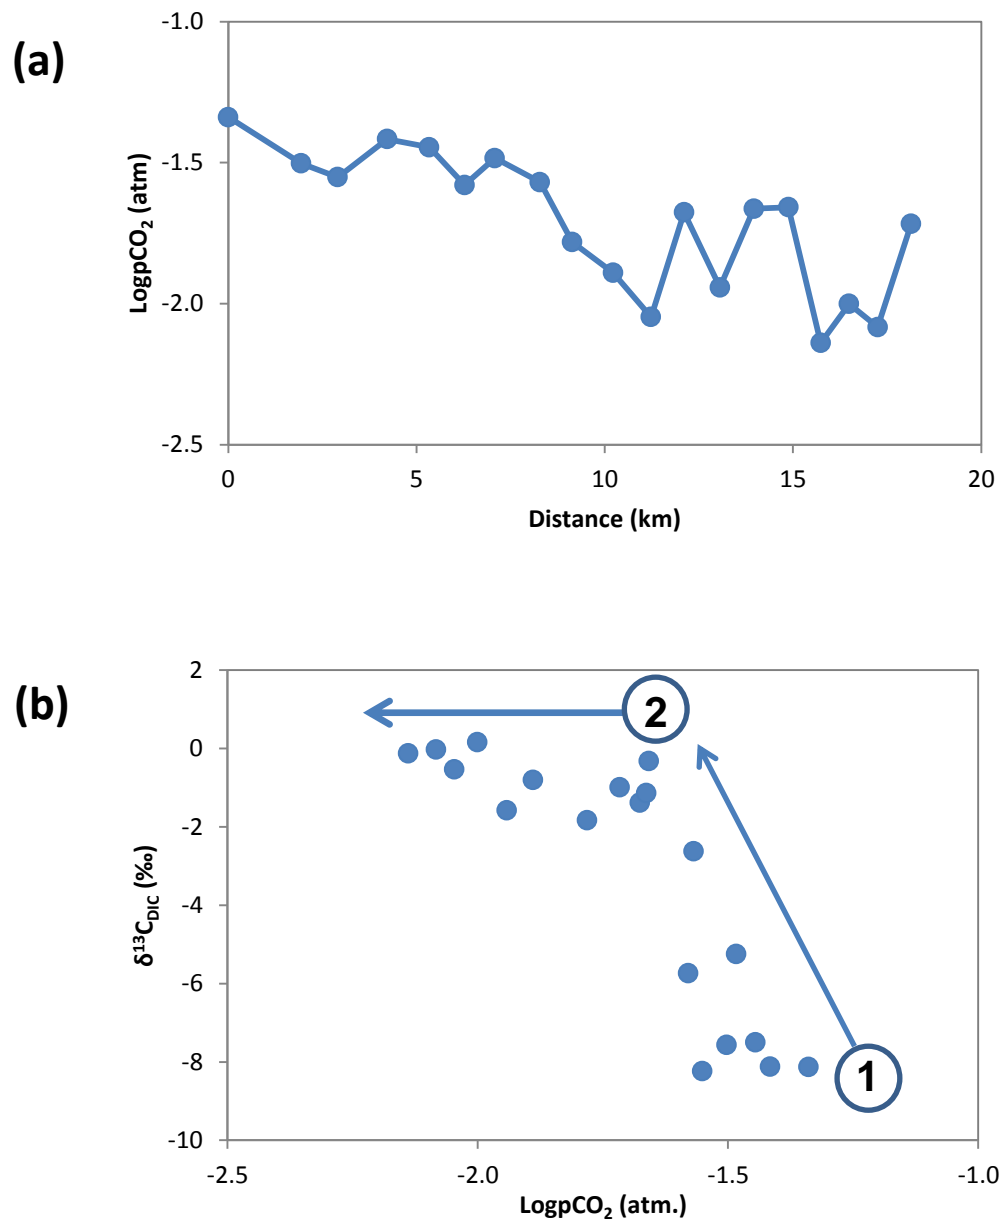 (a)
LogpCO₂ (atm)
-1.0
-1.5
-2.0
-2.5
0 5 10 15 20
Distance (km)
(b)
δ¹³C_DIC (‰)
2
0
-2
-4
-6
-8
-10
2
1
-2.5 -2.0 -1.5 -1.0
LogpCO₂ (atm.)